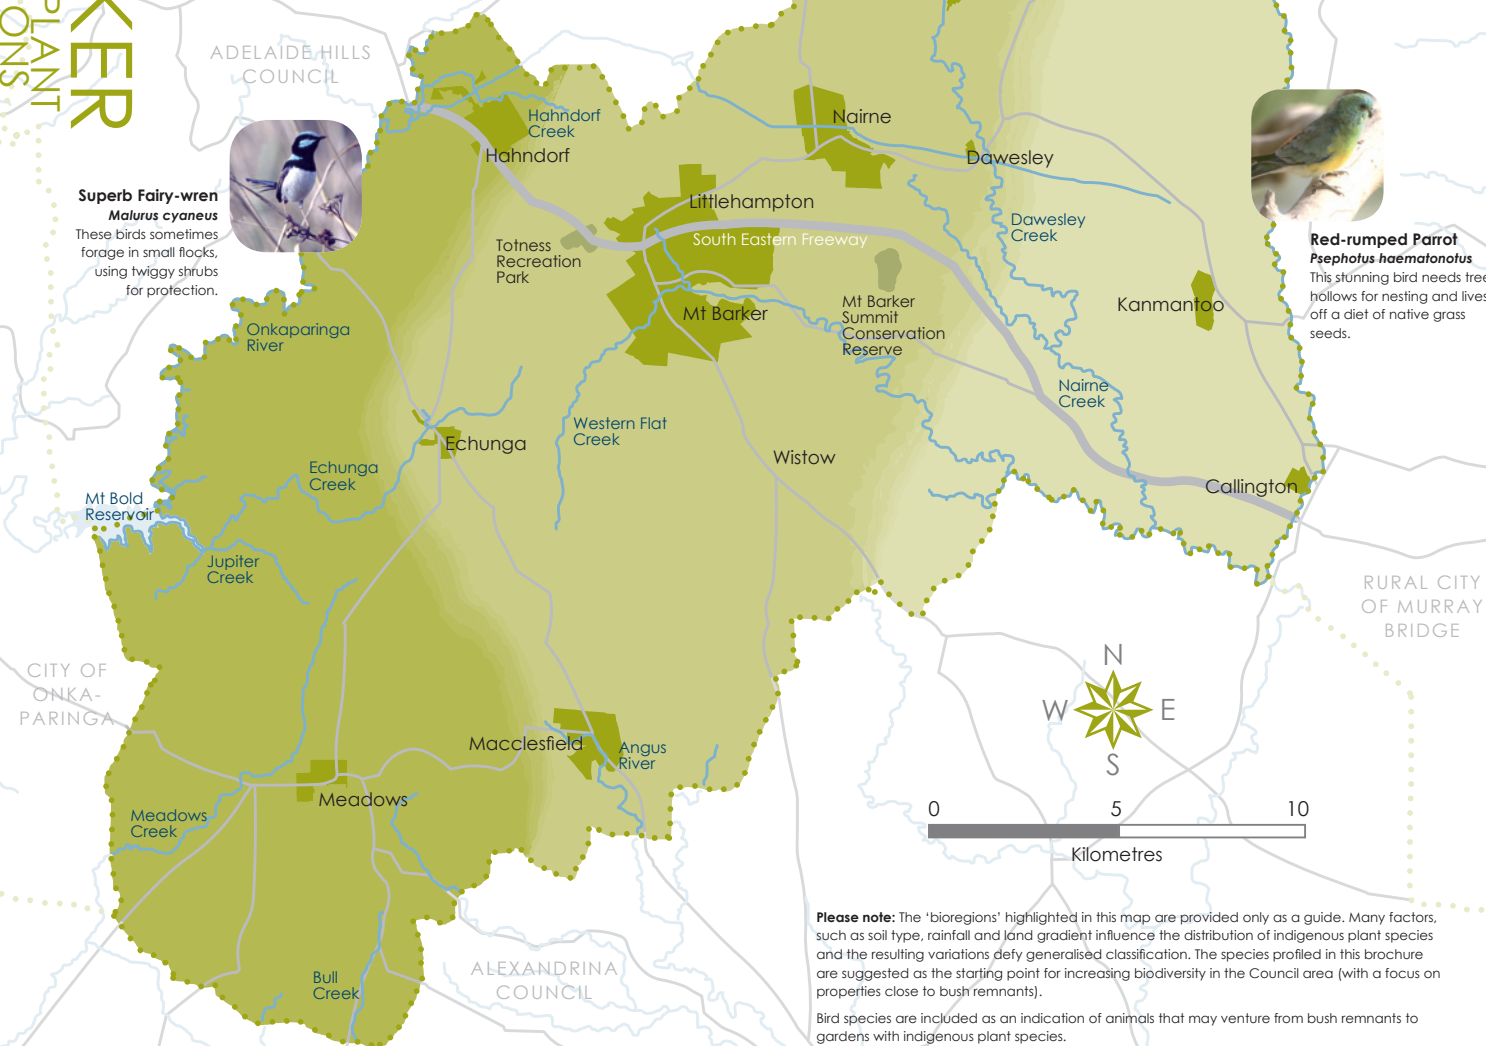 KER
PLANT
ONS
ADELAIDE HILLS
COUNCIL
Hahndorf
Creek
Hahndorf
Nairne
Dawesley
Littlehampton
South Eastern Freeway
Totness
Recreation
Park
Dawesley
Creek
Superb Fairy-wren
Malurus cyaneus
These birds sometimes
forage in small flocks,
using twiggy shrubs
for protection.
Red-rumped Parrot
Psephotus haematonotus
This stunning bird needs tree
hollows for nesting and lives
off a diet of native grass
seeds.
Onkaparinga
River
Mt Barker
Mt Barker
Summit
Conservation
Reserve
Kanmantoo
Nairne
Creek
Western Flat
Creek
Echunga
Wistow
Echunga
Creek
Callington
Mt Bold
Reservoir
Jupiter
Creek
RURAL CITY
OF MURRAY
BRIDGE
CITY OF
ONKA-
PARINGA
N
W
E
S
Macclesfield
Angus
River
Meadows
Meadows
Creek
0
5
10
Kilometres
Bull
Creek
ALEXANDRINA
COUNCIL
Please note: The ‘bioregions’ highlighted in this map are provided only as a guide. Many factors,
such as soil type, rainfall and land gradient influence the distribution of indigenous plant species
and the resulting variations defy generalised classification. The species profiled in this brochure
are suggested as the starting point for increasing biodiversity in the Council area (with a focus on
properties close to bush remnants).
Bird species are included as an indication of animals that may venture from bush remnants to
gardens with indigenous plant species.